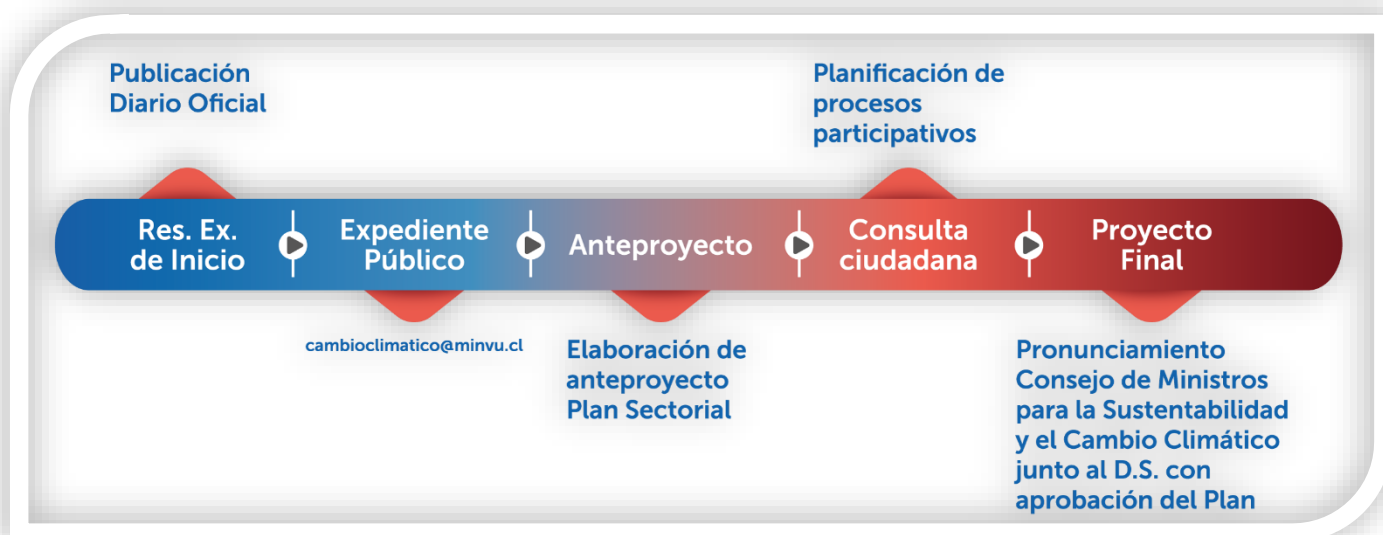 Publicación
Diario Oficial
Planificación de
procesos
participativos
Res. Ex.
de Inicio
Expediente
Público
Anteproyecto
Consulta
ciudadana
Proyecto
Final
cambioclimatico@minvu.cl
Elaboración de
anteproyecto
Plan Sectorial
Pronunciamiento
Consejo de Ministros
para la Sustentabilidad
y el Cambio Climático
junto al D.S. con
aprobación del Plan